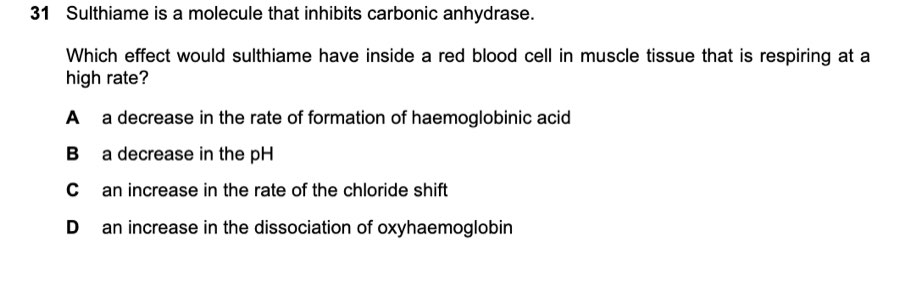 31 Sulthiame is a molecule that inhibits carbonic anhydrase.
Which effect would sulthiame have inside a red blood cell in muscle tissue that is respiring at a
high rate?
A a decrease in the rate of formation of haemoglobinic acid
B a decrease in the pH
C an increase in the rate of the chloride shift
D an increase in the dissociation of oxyhaemoglobin